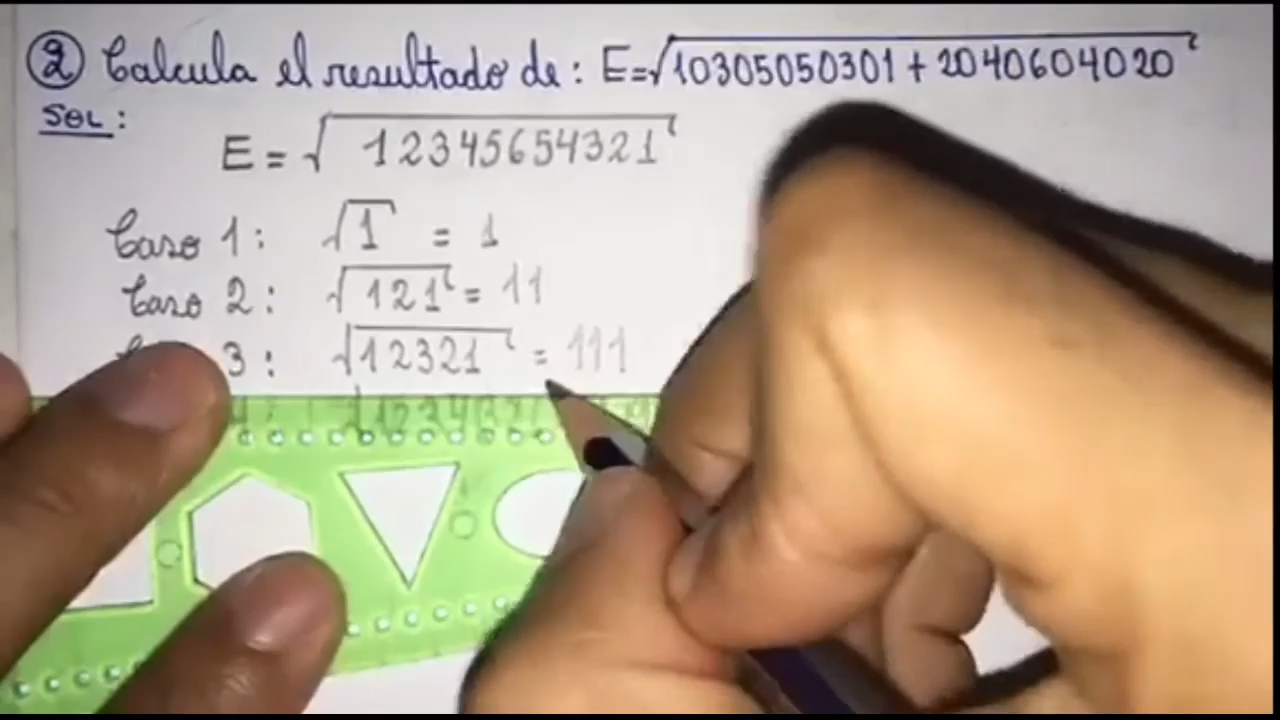 2 Calcula el resultado de: E=√10305050301 + 2040604020
SOL:
E = √12345654321
Caso 1: √1 = 1
Caso 2: √121 = 11
3: √12321 = 111